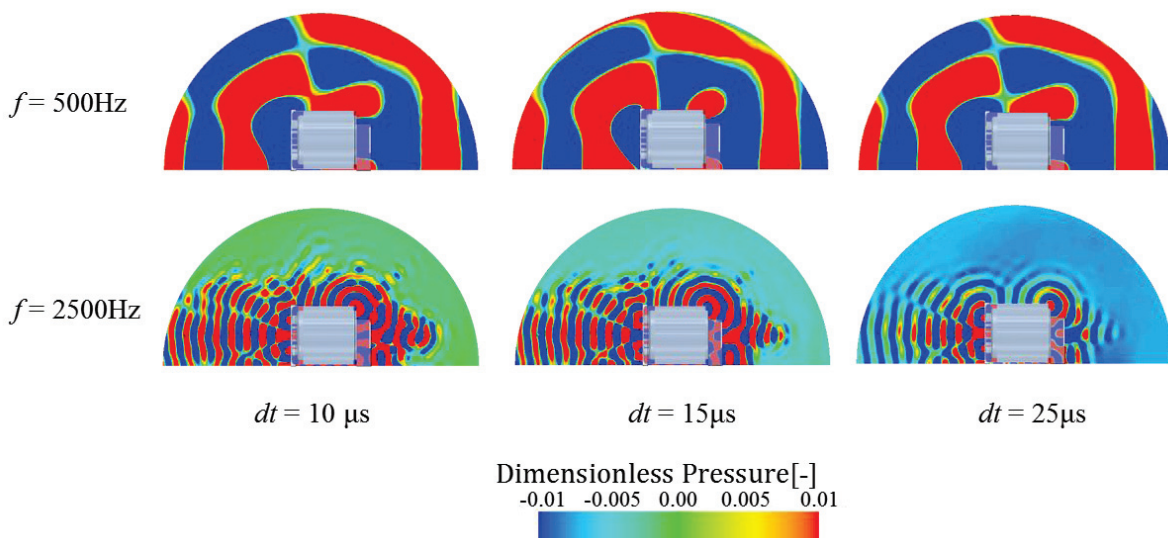 f = 500Hz
f = 2500Hz
dt = 10 μs
dt = 15μs
dt = 25μs
Dimensionless Pressure[-]
-0.01 -0.005 0.00 0.005 0.01